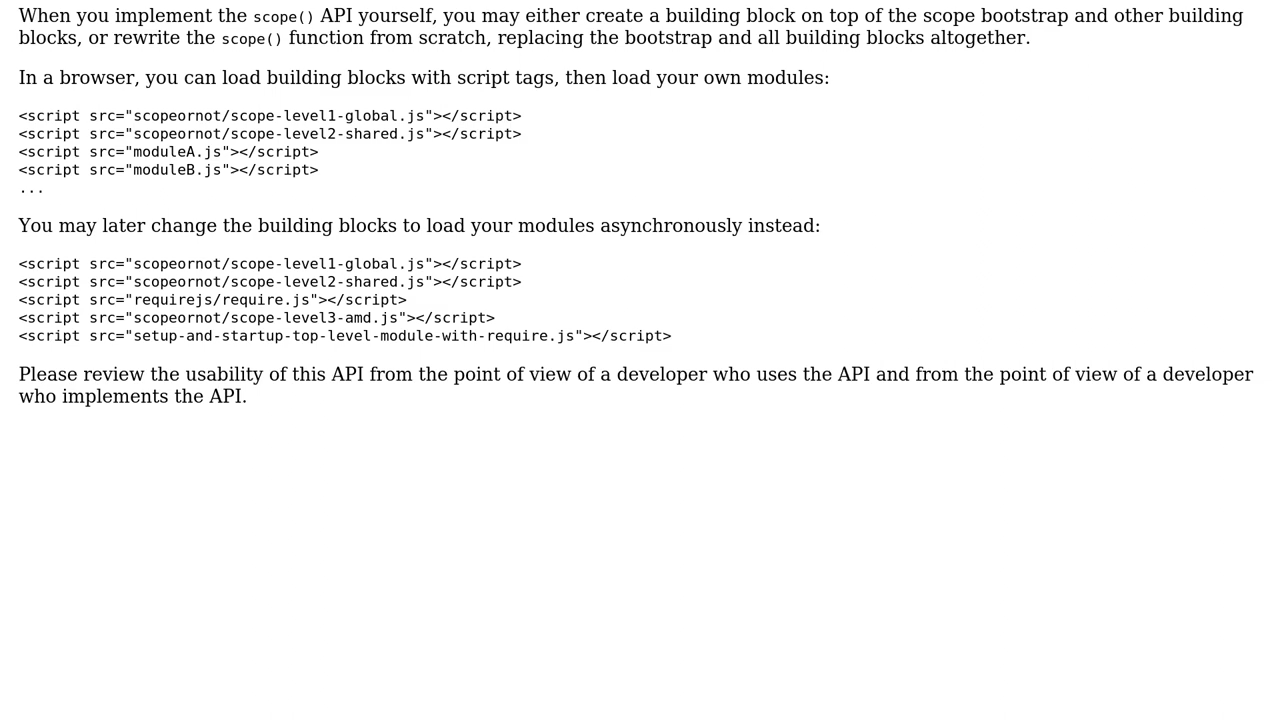 When you implement the scope() API yourself, you may either create a building block on top of the scope bootstrap and other building
blocks, or rewrite the scope() function from scratch, replacing the bootstrap and all building blocks altogether.
In a browser, you can load building blocks with script tags, then load your own modules:
<script src="scopeornot/scope-level1-global.js"></script>
<script src="scopeornot/scope-level2-shared.js"></script>
<script src="moduleA.js"></script>
<script src="moduleB.js"></script>
...
You may later change the building blocks to load your modules asynchronously instead:
<script src="scopeornot/scope-level1-global.js"></script>
<script src="scopeornot/scope-level2-shared.js"></script>
<script src="requirejs/require.js"></script>
<script src="scopeornot/scope-level3-amd.js"></script>
<script src="setup-and-startup-top-level-module-with-require.js"></script>
Please review the usability of this API from the point of view of a developer who uses the API and from the point of view of a developer
who implements the API.